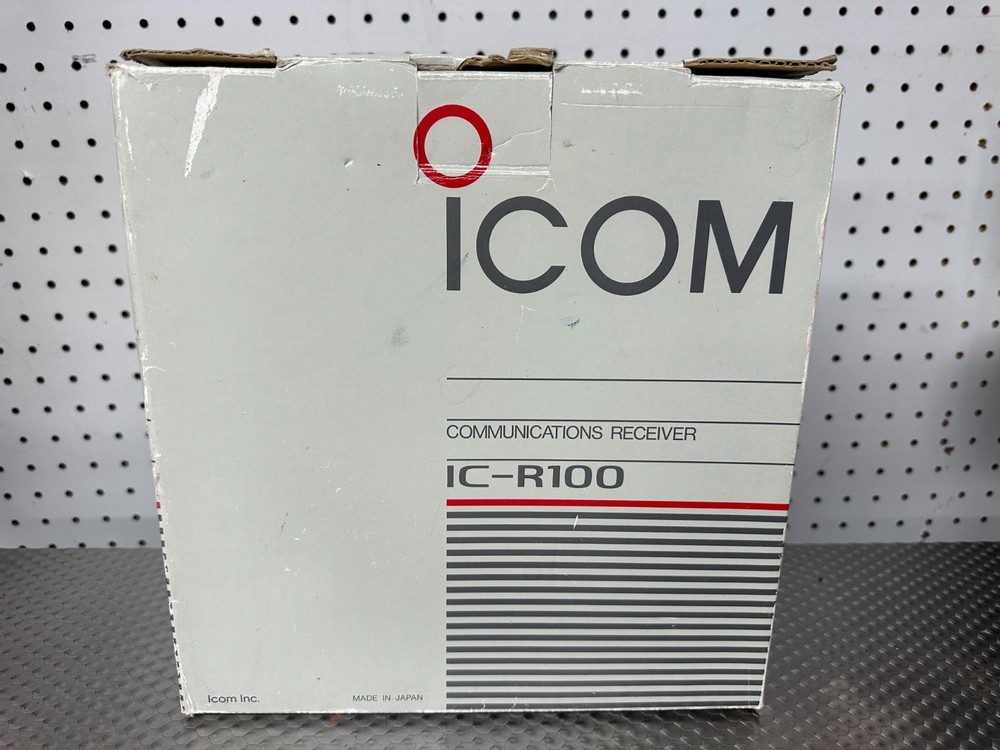 ICOM
COMMUNICATIONS RECEIVER
IC-R100
Icom Inc.
MADE IN JAPAN